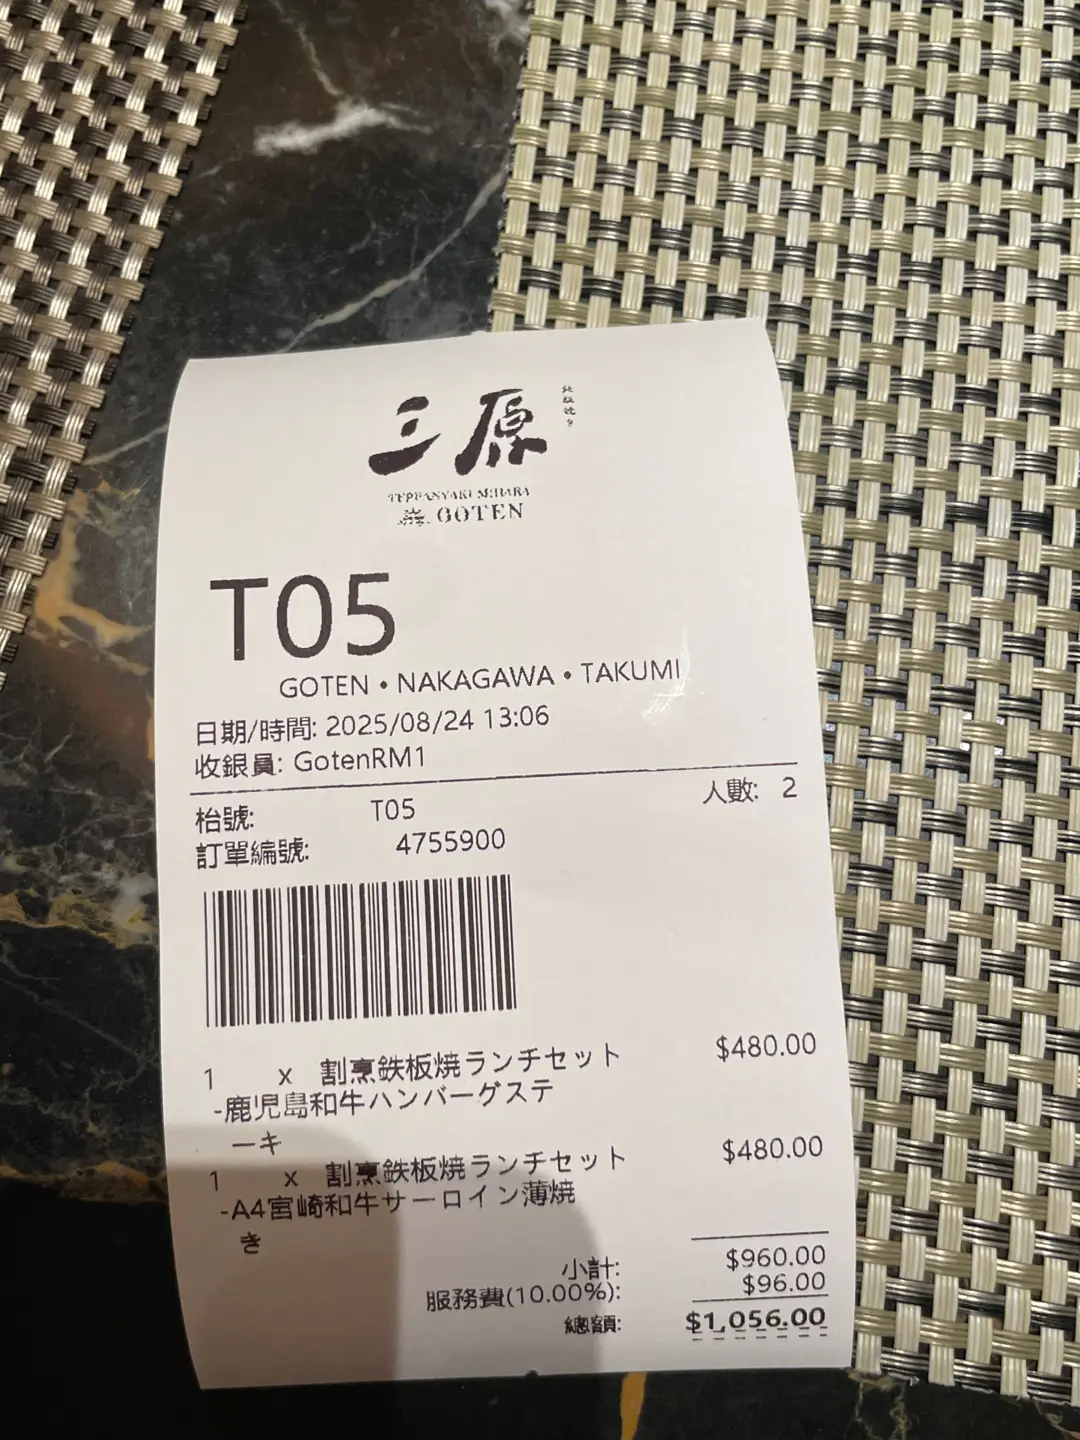 三原
鉄板焼き
TEPPANYAKI MIHARA
GOTEN
T05
GOTEN • NAKAGAWA • TAKUMI
日期/時間: 2025/08/24 13:06
收銀員: GotenRM1
枱號: T05 人數: 2
訂單編號: 4755900
1 x 割烹鉄板焼ランチセット $480.00
-鹿児島和牛ハンバーグステ
ーキ
1 x 割烹鉄板焼ランチセット $480.00
-A4宮崎和牛サーロイン薄焼
き
小計: $960.00
服務費(10.00%): $96.00
總額: $1,056.00